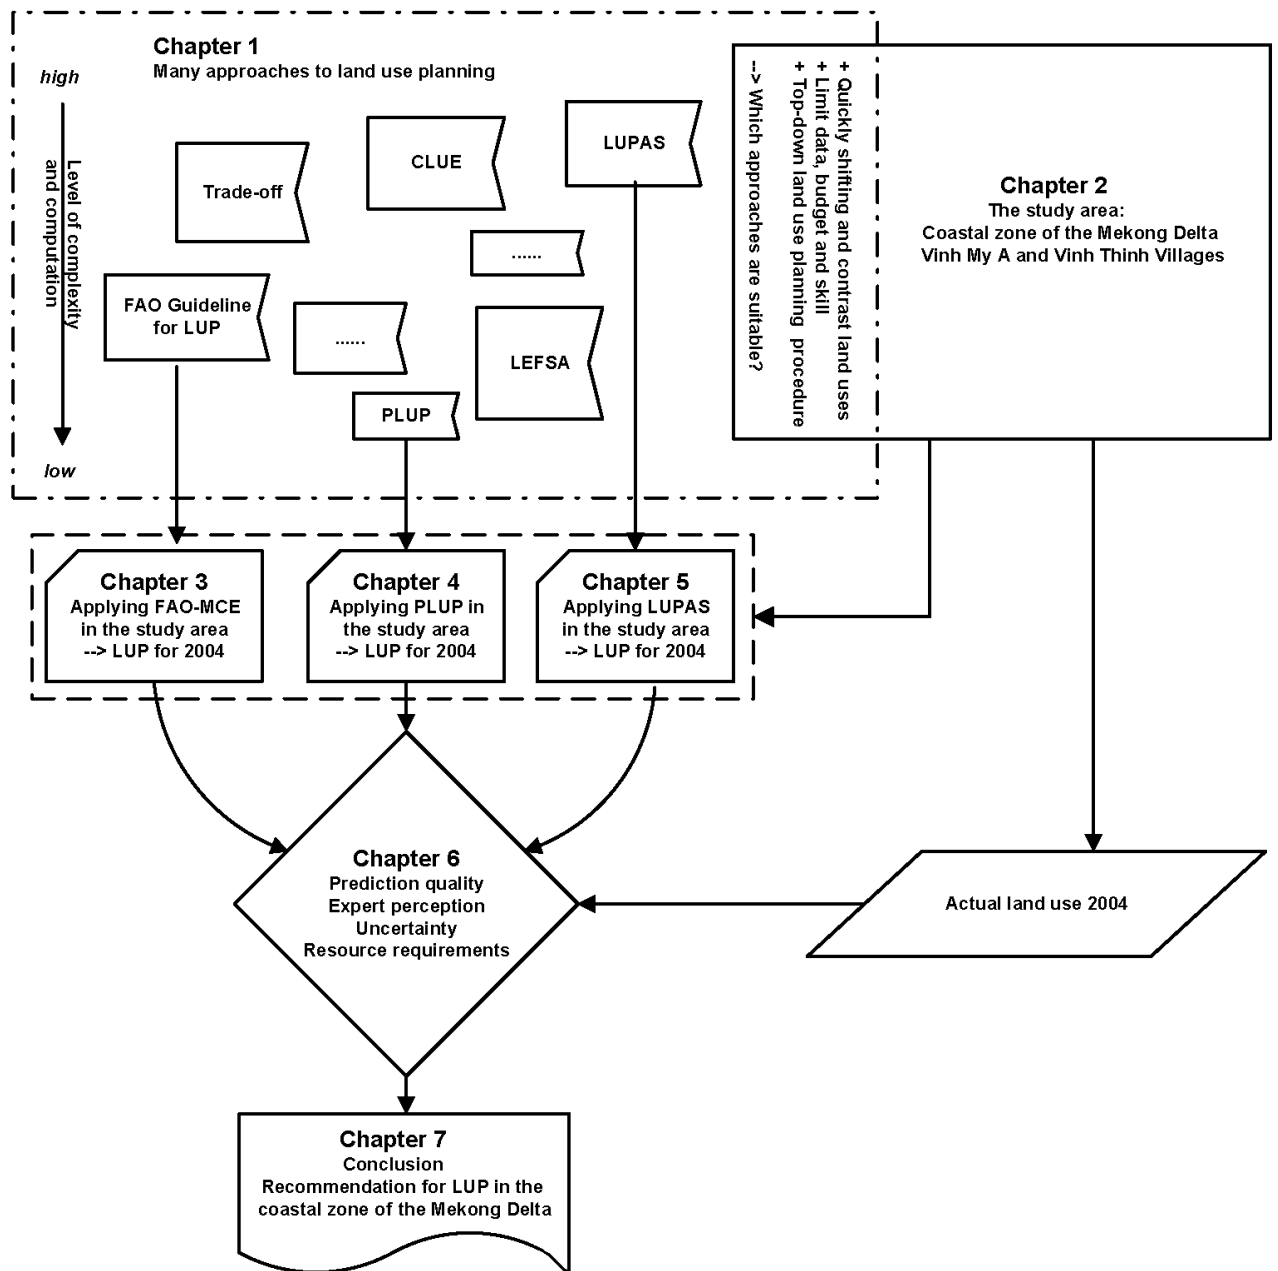 Chapter 1
Many approaches to land use planning
high
Level of complexity
and computation
low
Trade-off
CLUE
LUPAS
......
FAO Guideline
for LUP
......
LEFSA
PLUP
+ Quickly shifting and contrast land uses
+ Limit data, budget and skill
+ Top-down land use planning procedure
--> Which approaches are suitable?
Chapter 2
The study area:
Coastal zone of the Mekong Delta
Vinh My A and Vinh Thinh Villages
Chapter 3
Applying FAO-MCE
in the study area
--> LUP for 2004
Chapter 4
Applying PLUP in
the study area
--> LUP for 2004
Chapter 5
Applying LUPAS
in the study area
--> LUP for 2004
Chapter 6
Prediction quality
Expert perception
Uncertainty
Resource requirements
Actual land use 2004
Chapter 7
Conclusion
Recommendation for LUP in the
coastal zone of the Mekong Delta